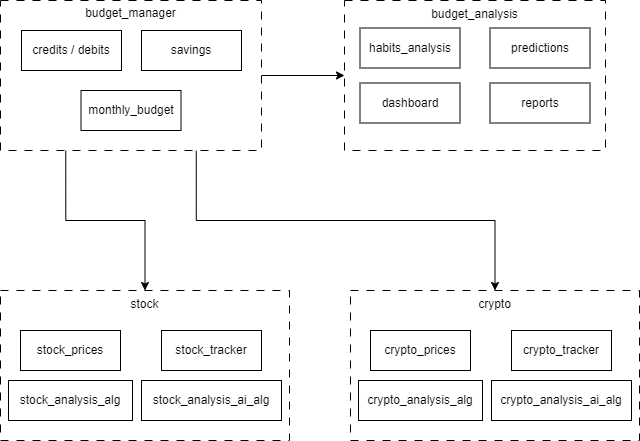 budget_manager
credits / debits
savings
monthly_budget
budget_analysis
habits_analysis
predictions
dashboard
reports
stock
stock_prices
stock_tracker
stock_analysis_alg
stock_analysis_ai_alg
crypto
crypto_prices
crypto_tracker
crypto_analysis_alg
crypto_analysis_ai_alg